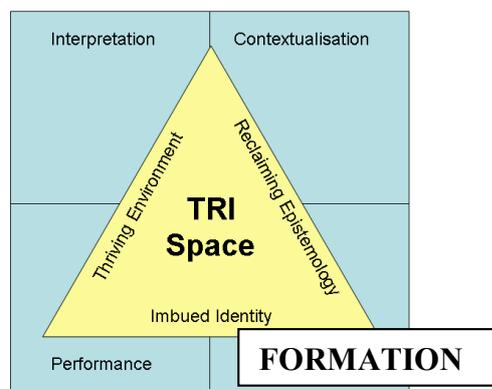 Interpretation
Contextualisation
Thriving Environment
Reclaiming Epistemology
TRI
Space
Imbued Identity
Performance
FORMATION